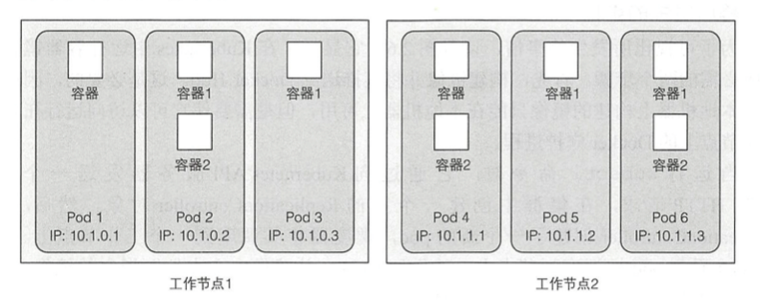 容器
容器1
容器1
容器2
Pod 1
IP: 10.1.0.1
Pod 2
IP: 10.1.0.2
Pod 3
IP: 10.1.0.3
工作节点1
容器1
容器1
容器1
容器2
容器2
Pod 4
IP: 10.1.1.1
Pod 5
IP: 10.1.1.2
Pod 6
IP: 10.1.1.3
工作节点2